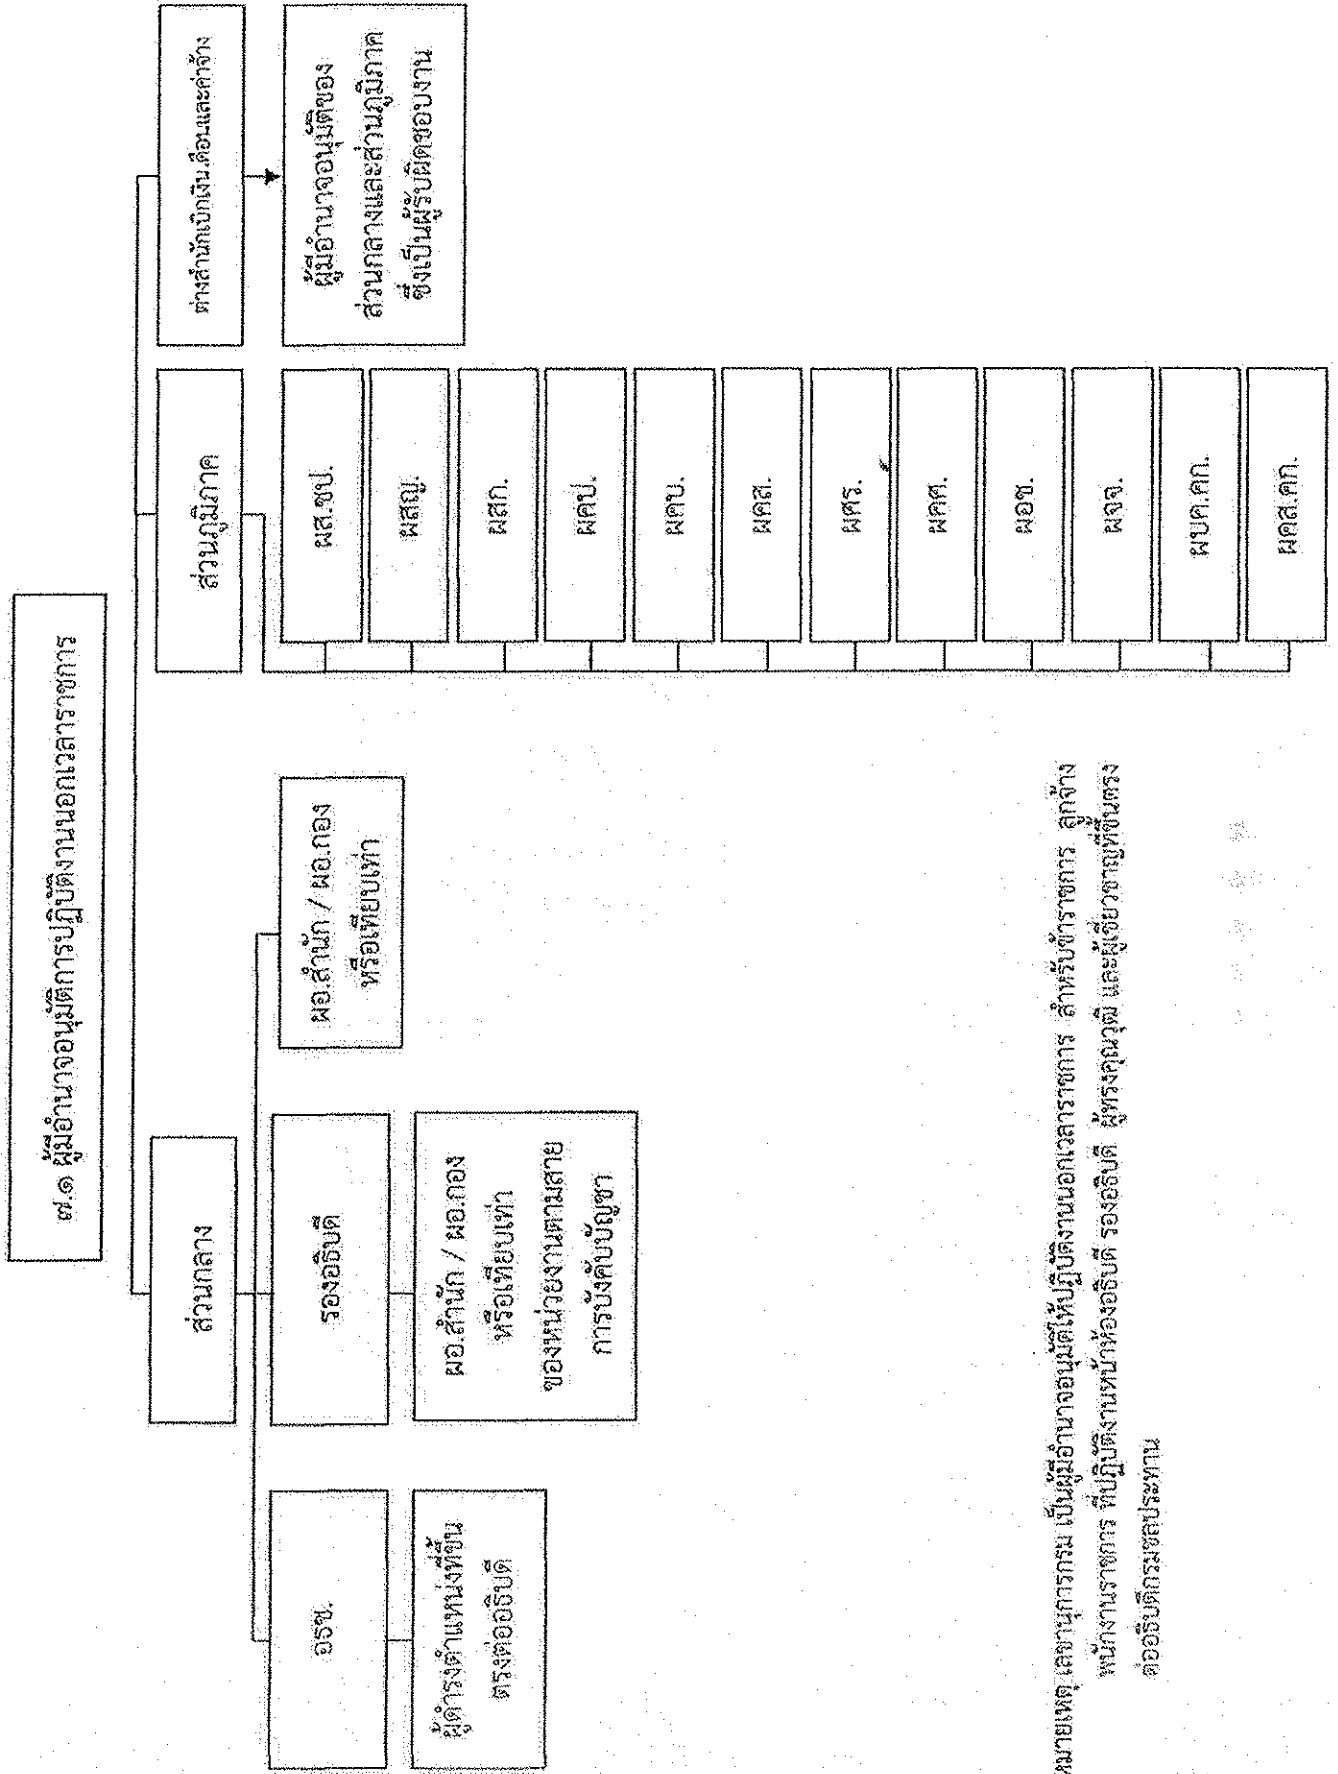 ๗.๑ ผู้มีอำนาจอนุมัติการปฏิบัติงานนอกเวลาราชการ
ส่วนกลาง
ส่วนภูมิภาค
ต่างสำนักเบิกเงินเดือนและค่าจ้าง
อธช.
รองอธิบดี
ผอ.สำนัก / ผอ.กอง
หรือเทียบเท่า
ผู้ดำรงตำแหน่งที่ขึ้น
ตรงต่ออธิบดี
ผอ.สำนัก / ผอ.กอง
หรือเทียบเท่า
ของหน่วยงานตามสาย
การบังคับบัญชา
ผส.ชป.
ผสญ.
ผสก.
ผคป.
ผคบ.
ผคส.
ผศร.
ผศค.
ผอช.
ผจจ.
ผบค.คก.
ผคส.คก.
ผู้มีอำนาจอนุมัติของ
ส่วนกลางและส่วนภูมิภาค
ซึ่งเป็นผู้รับผิดชอบงาน
หมายเหตุ เลขานุการกรม เป็นผู้มีอำนาจอนุมัติให้ปฏิบัติงานนอกเวลาราชการ สำหรับข้าราชการ ลูกจ้าง
พนักงานราชการ ที่ปฏิบัติงานหน้าห้องอธิบดี รองอธิบดี ผู้ทรงคุณวุฒิ และผู้เชี่ยวชาญที่ขึ้นตรง
ต่ออธิบดีกรมชลประทาน